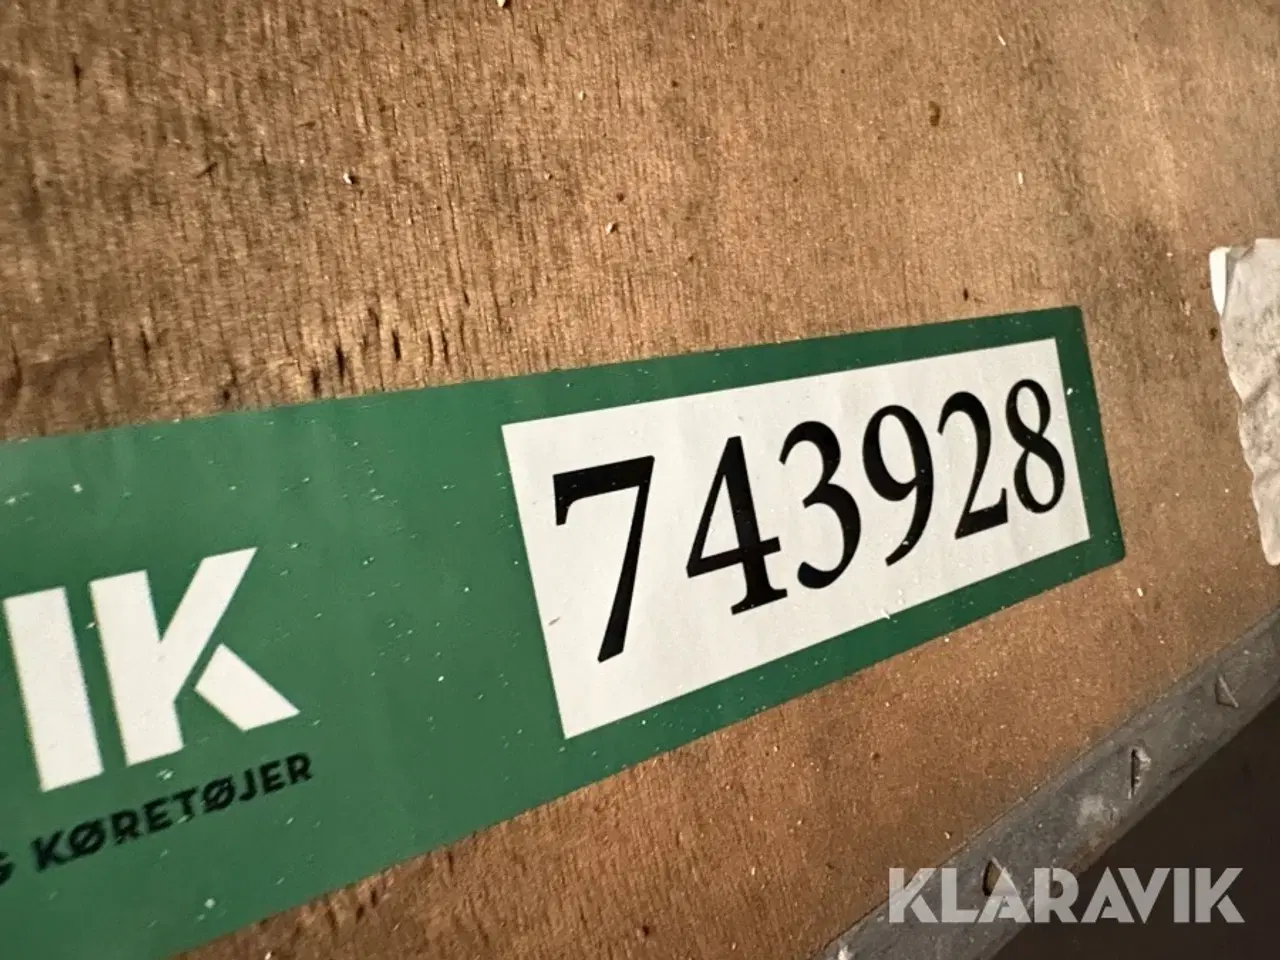 743928
IK
G KØRETØJER
KLARAVIK